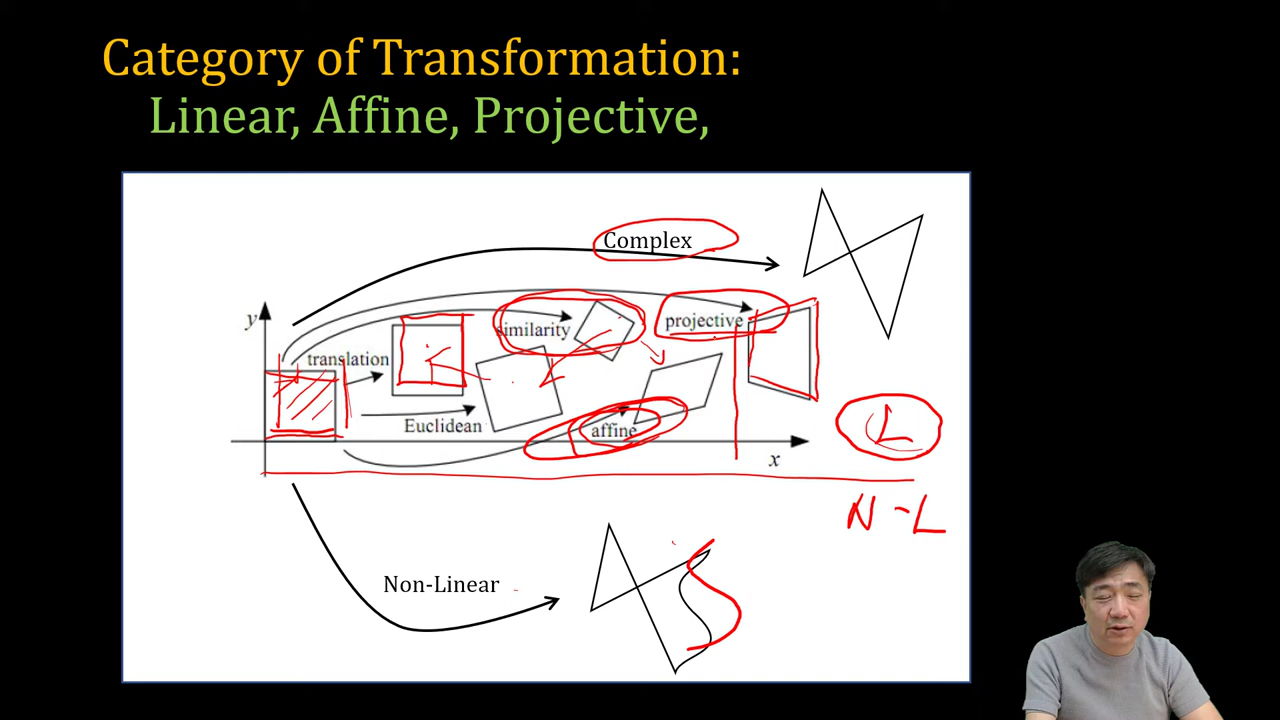 Category of Transformation:
Linear, Affine, Projective,
Complex
y
similarity
projective
translation
Euclidean
affine
x
L
N-L
Non-Linear